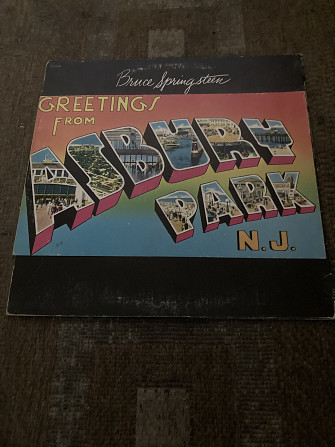 Bruce Springsteen
GREETINGS
FROM
ASBURY
PARK
N.J.